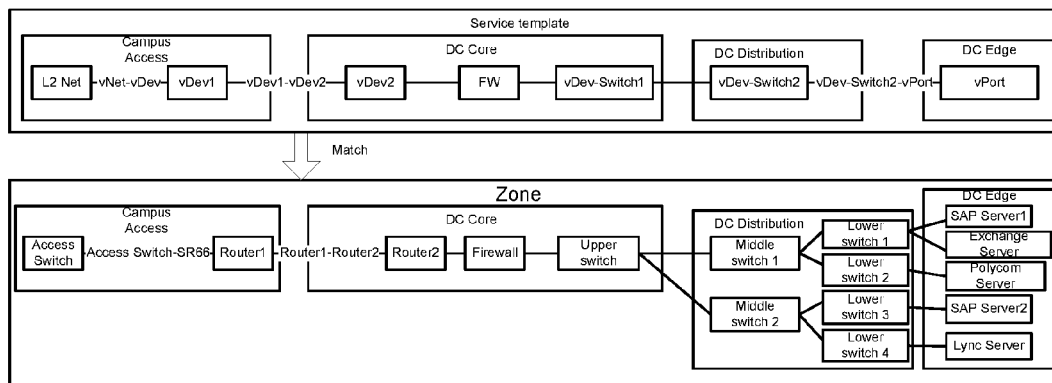 Service template
Campus
Access
L2 Net
vNet-vDev
vDev1
vDev1-vDev2
DC Core
vDev2
FW
vDev-Switch1
DC Distribution
vDev-Switch2
vDev-Switch2-vPort
DC Edge
vPort
Match
Zone
Campus
Access
Access
Switch
Access Switch-SR66
Router1
Router1-Router2
DC Core
Router2
Firewall
Upper
switch
DC Distribution
Middle
switch 1
Middle
switch 2
Lower
switch 1
Lower
switch 2
Lower
switch 3
Lower
switch 4
DC Edge
SAP Server1
Exchange
Server
Polycom
Server
SAP Server2
Lync Server